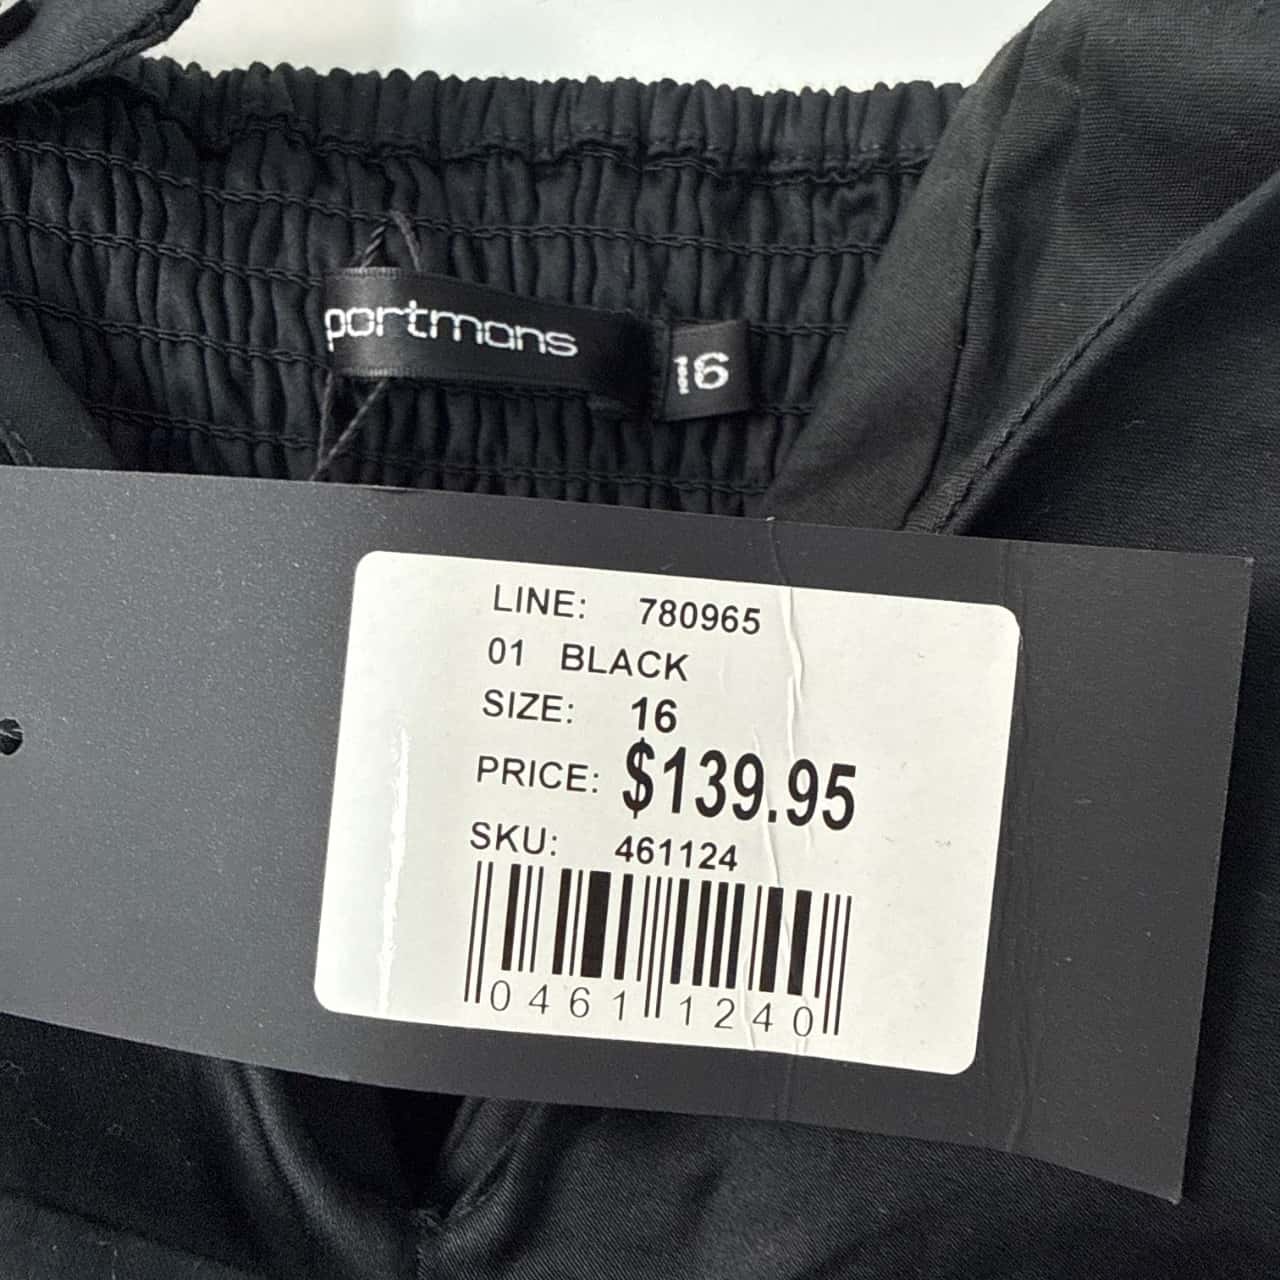 portmans
16
LINE: 780965
01 BLACK
SIZE: 16
PRICE: $139.95
SKU: 461124
0461 1240